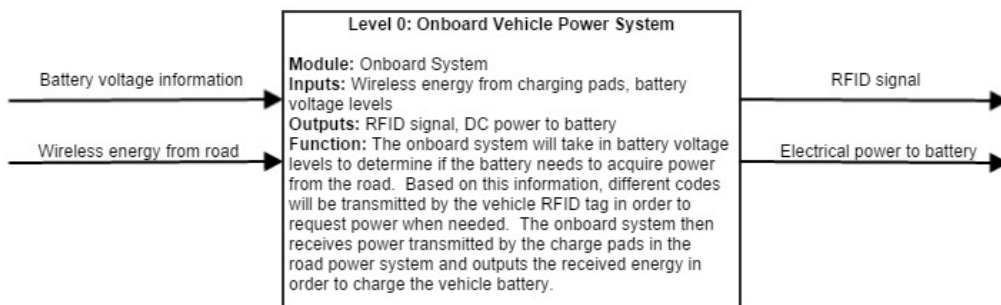 Level 0: Onboard Vehicle Power System
Battery voltage information
Wireless energy from road
Module: Onboard System
Inputs: Wireless energy from charging pads, battery
voltage levels
Outputs: RFID signal, DC power to battery
Function: The onboard system will take in battery voltage
levels to determine if the battery needs to acquire power
from the road.  Based on this information, different codes
will be transmitted by the vehicle RFID tag in order to
request power when needed.  The onboard system then
receives power transmitted by the charge pads in the
road power system and outputs the received energy in
order to charge the vehicle battery.
RFID signal
Electrical power to battery